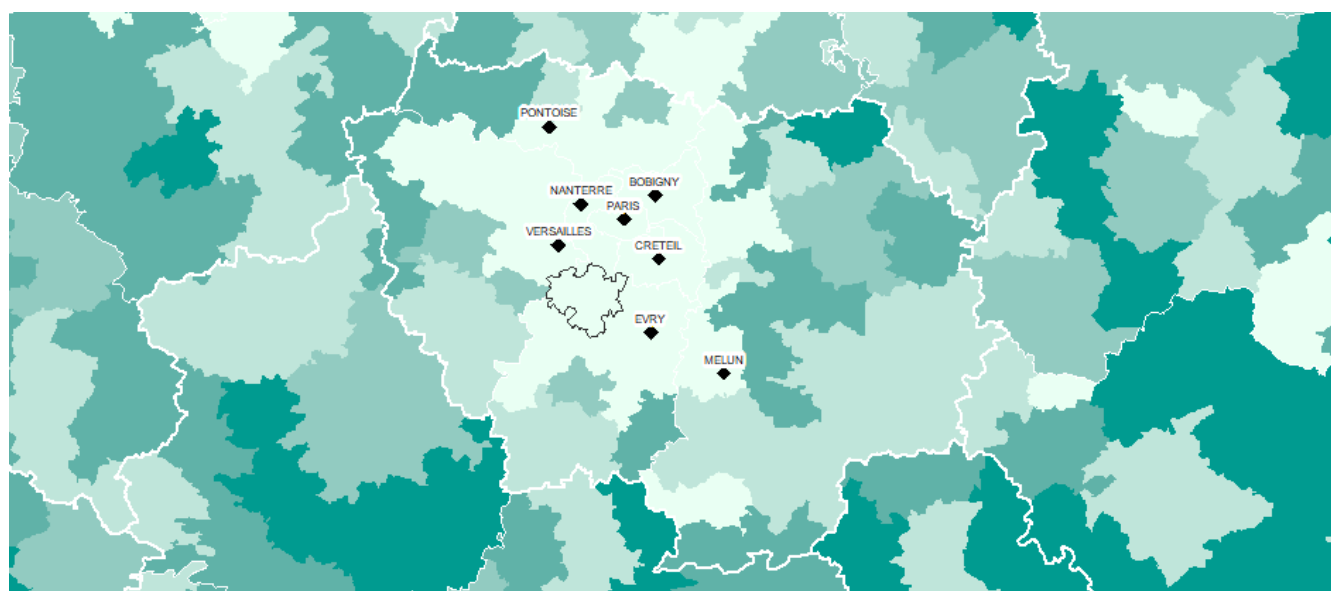 PONTOISE
NANTERRE
BOBIGNY
PARIS
VERSAILLES
CRETEIL
EVRY
MELUN